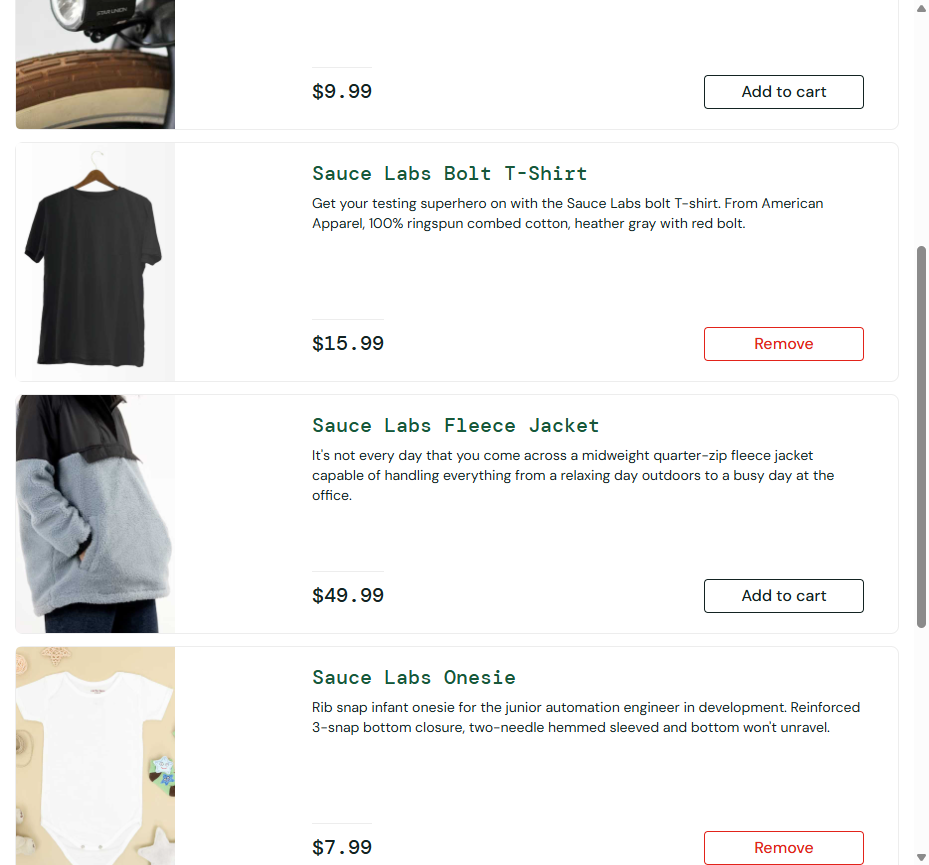 $9.99
Add to cart
Sauce Labs Bolt T-Shirt
Get your testing superhero on with the Sauce Labs bolt T-shirt. From American
Apparel, 100% ringspun combed cotton, heather gray with red bolt.
$15.99
Remove
Sauce Labs Fleece Jacket
It's not every day that you come across a midweight quarter-zip fleece jacket
capable of handling everything from a relaxing day outdoors to a busy day at the
office.
$49.99
Add to cart
Sauce Labs Onesie
Rib snap infant onesie for the junior automation engineer in development. Reinforced
3-snap bottom closure, two-needle hemmed sleeved and bottom won't unravel.
$7.99
Remove